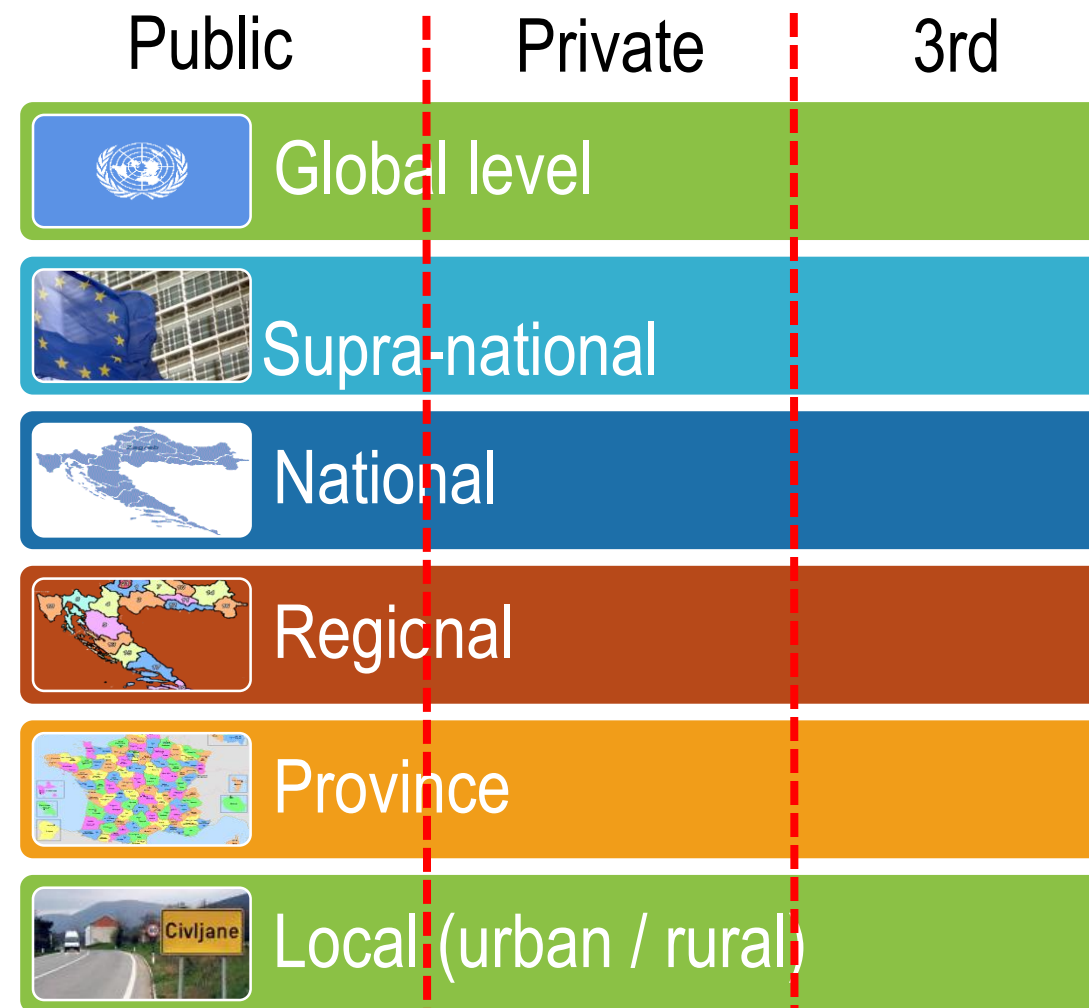 Public Private 3rd
Global level
Supra-national
National
Regional
Province
Civljane
Local (urban / rural)